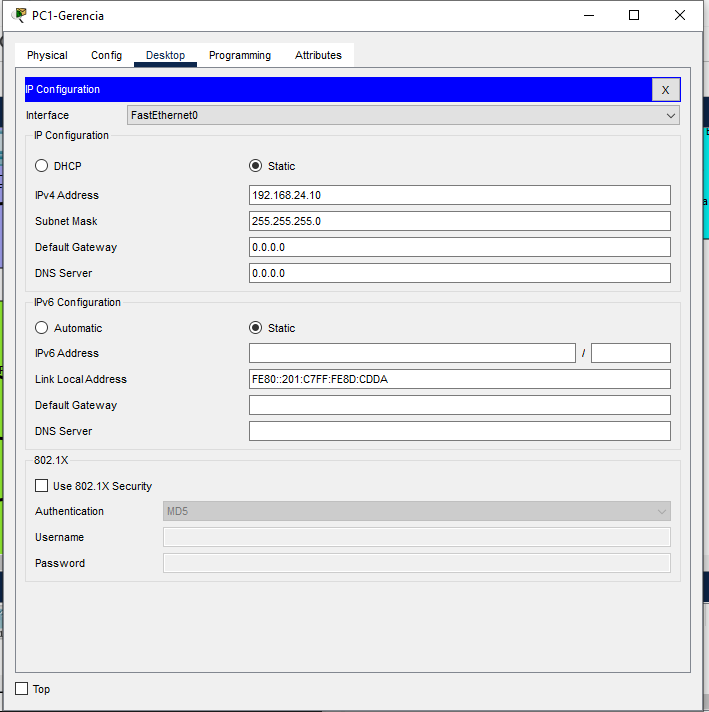 PC1-Gerencia
Physical Config Desktop Programming Attributes
IP Configuration X
Interface FastEthernet0
IP Configuration
DHCP Static
IPv4 Address 192.168.24.10
Subnet Mask 255.255.255.0
Default Gateway 0.0.0.0
DNS Server 0.0.0.0
IPv6 Configuration
Automatic Static
IPv6 Address /
Link Local Address FE80::201:C7FF:FE8D:CDDA
Default Gateway
DNS Server
802.1X
Use 802.1X Security
Authentication MD5
Username
Password
Top